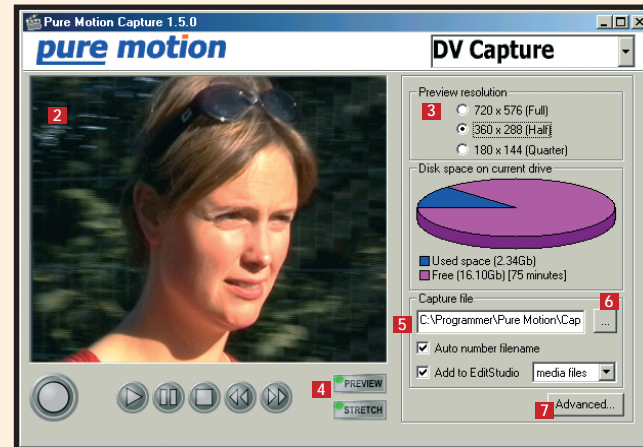 Pure Motion Capture 1.5.0
pure motion
DV Capture
2
Preview resolution
3
720 x 576 (Full)
360 x 288 (Half)
180 x 144 (Quarter)
Disk space on current drive
Used space (2.34Gb)
Free (16.10Gb) [75 minutes]
Capture file
6
5
C:\Programmer\Pure Motion\Cap
...
Auto number filename
Add to EditStudio
media files
4
PREVIEW
STRETCH
7
Advanced...